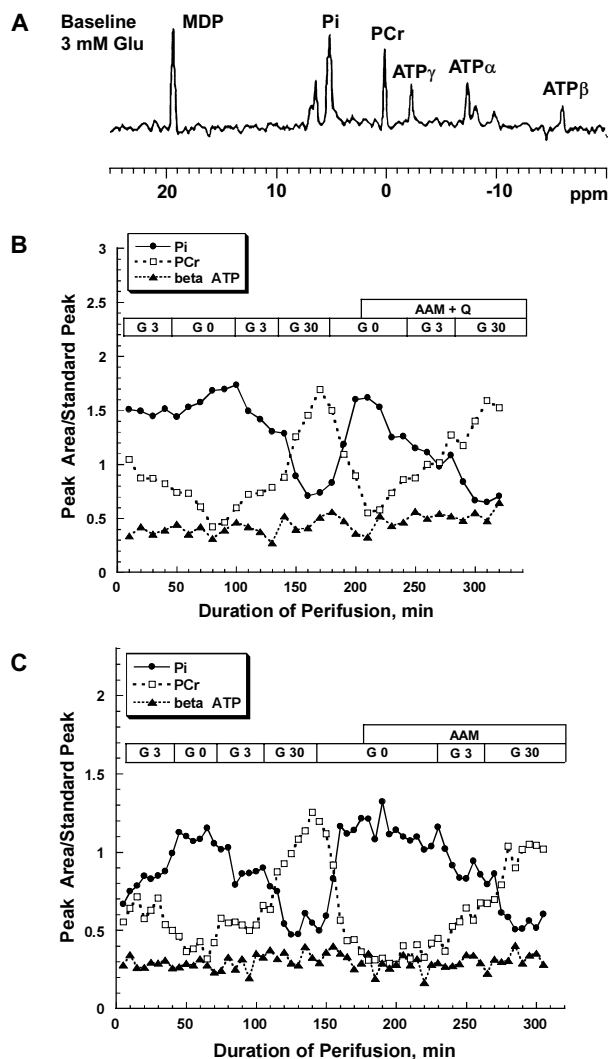 A
Baseline
3 mM Glu
MDP
Pi
PCr
ATPγ
ATPα
ATPβ
20
10
0
-10
ppm
B
Pi
PCr
beta ATP
AAM + Q
G 3
G 0
G 3
G 30
G 0
G 3
G 30
Peak Area/Standard Peak
3
2.5
2
1.5
1
0.5
0
0
50
100
150
200
250
300
Duration of Perifusion, min
C
Pi
PCr
beta ATP
AAM
G 3
G 0
G 3
G 30
G 0
G 3
G 30
Peak Area/Standard Peak
2
1.5
1
0.5
0
0
50
100
150
200
250
300
Duration of Perifusion, min